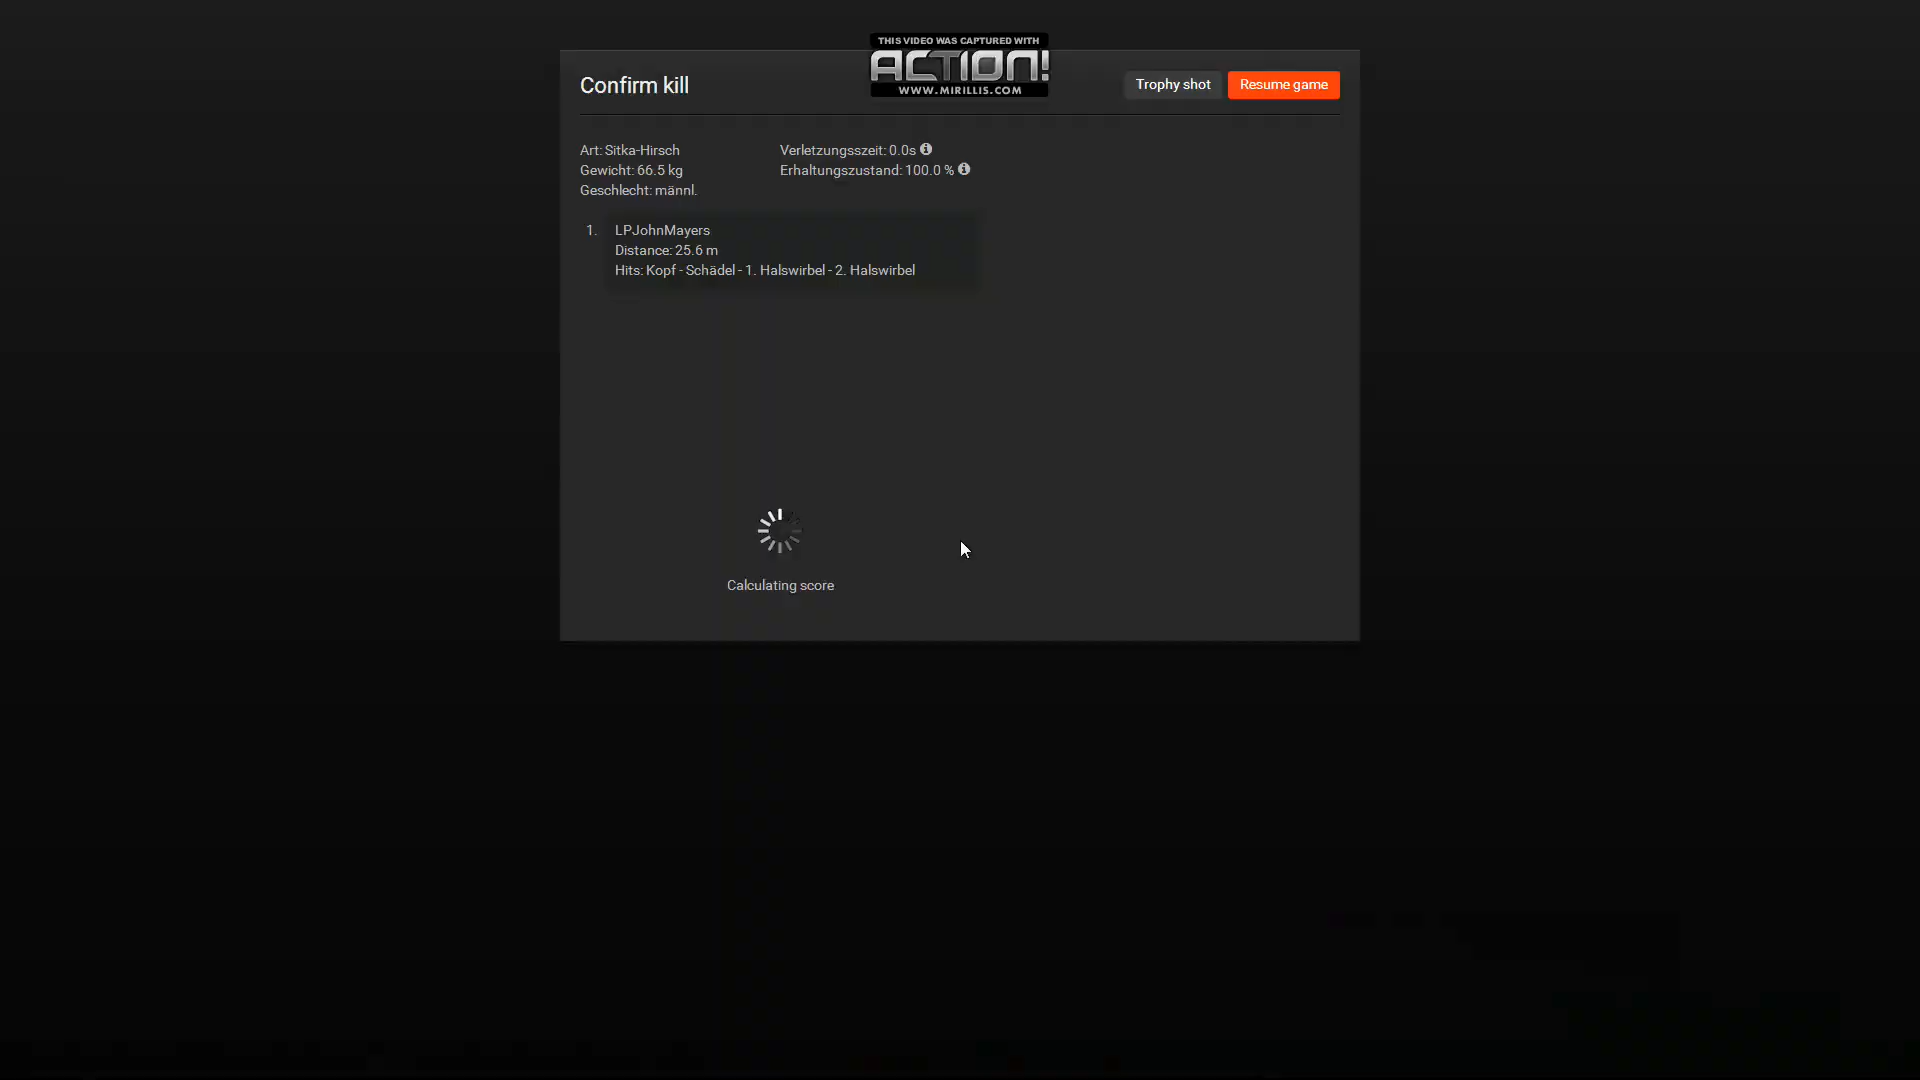 THIS VIDEO WAS CAPTURED WITH
ACTION!
WWW.MIRILLIS.COM
Confirm kill
Trophy shot
Resume game
Art: Sitka-Hirsch
Gewicht: 66.5 kg
Geschlecht: männl.
Verletzungsszeit: 0.0s
Erhaltungszustand: 100.0 %
1. LPJohnMayers
Distance: 25.6 m
Hits: Kopf - Schädel - 1. Halswirbel - 2. Halswirbel
Calculating score